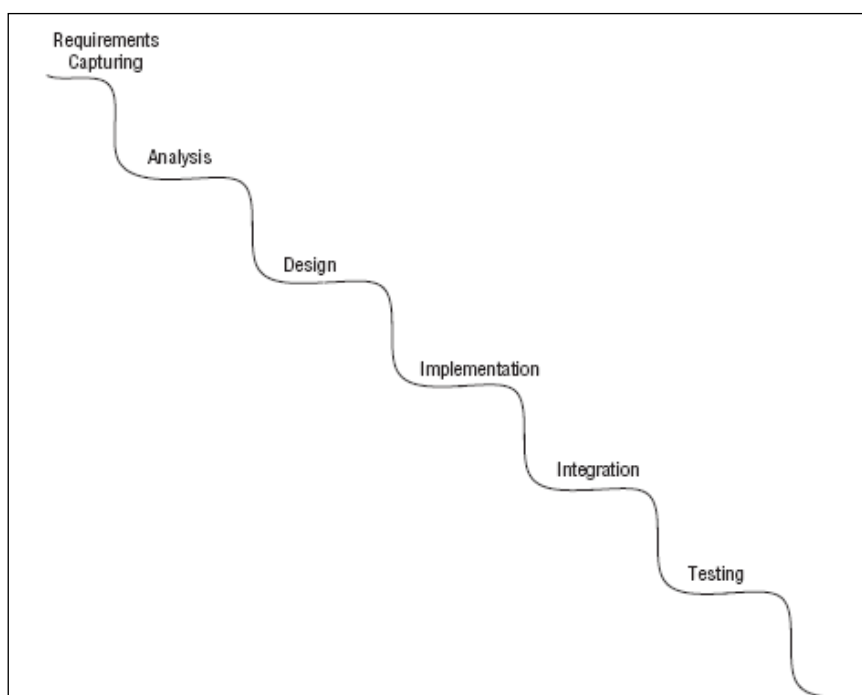 Requirements
Capturing
Analysis
Design
Implementation
Integration
Testing